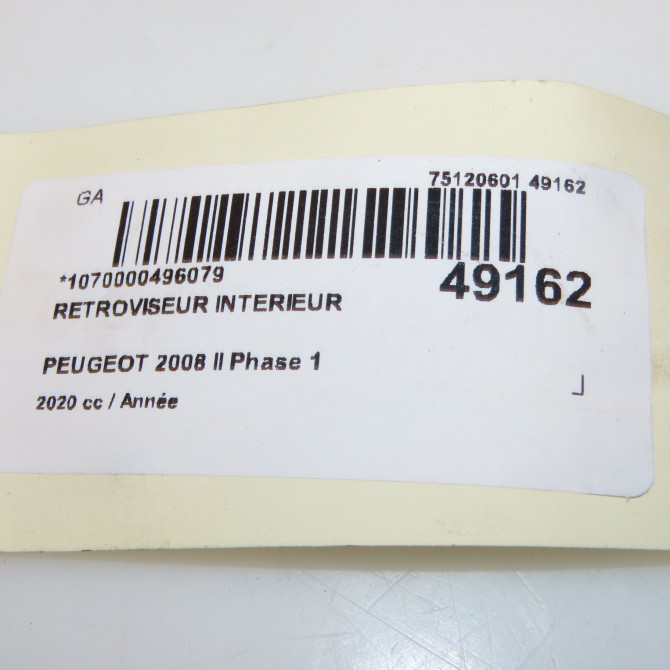 GA
75120601 49162
*1070000496079
49162
RETROVISEUR INTERIEUR
PEUGEOT 2008 II Phase 1
2020 cc / Année